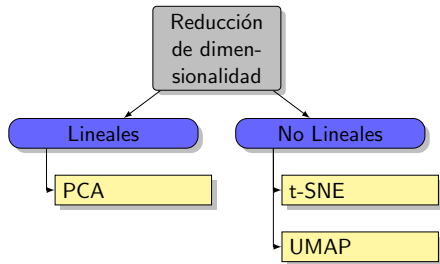 Reducción
de dimen-
sionalidad
Lineales
No Lineales
PCA
t-SNE
UMAP